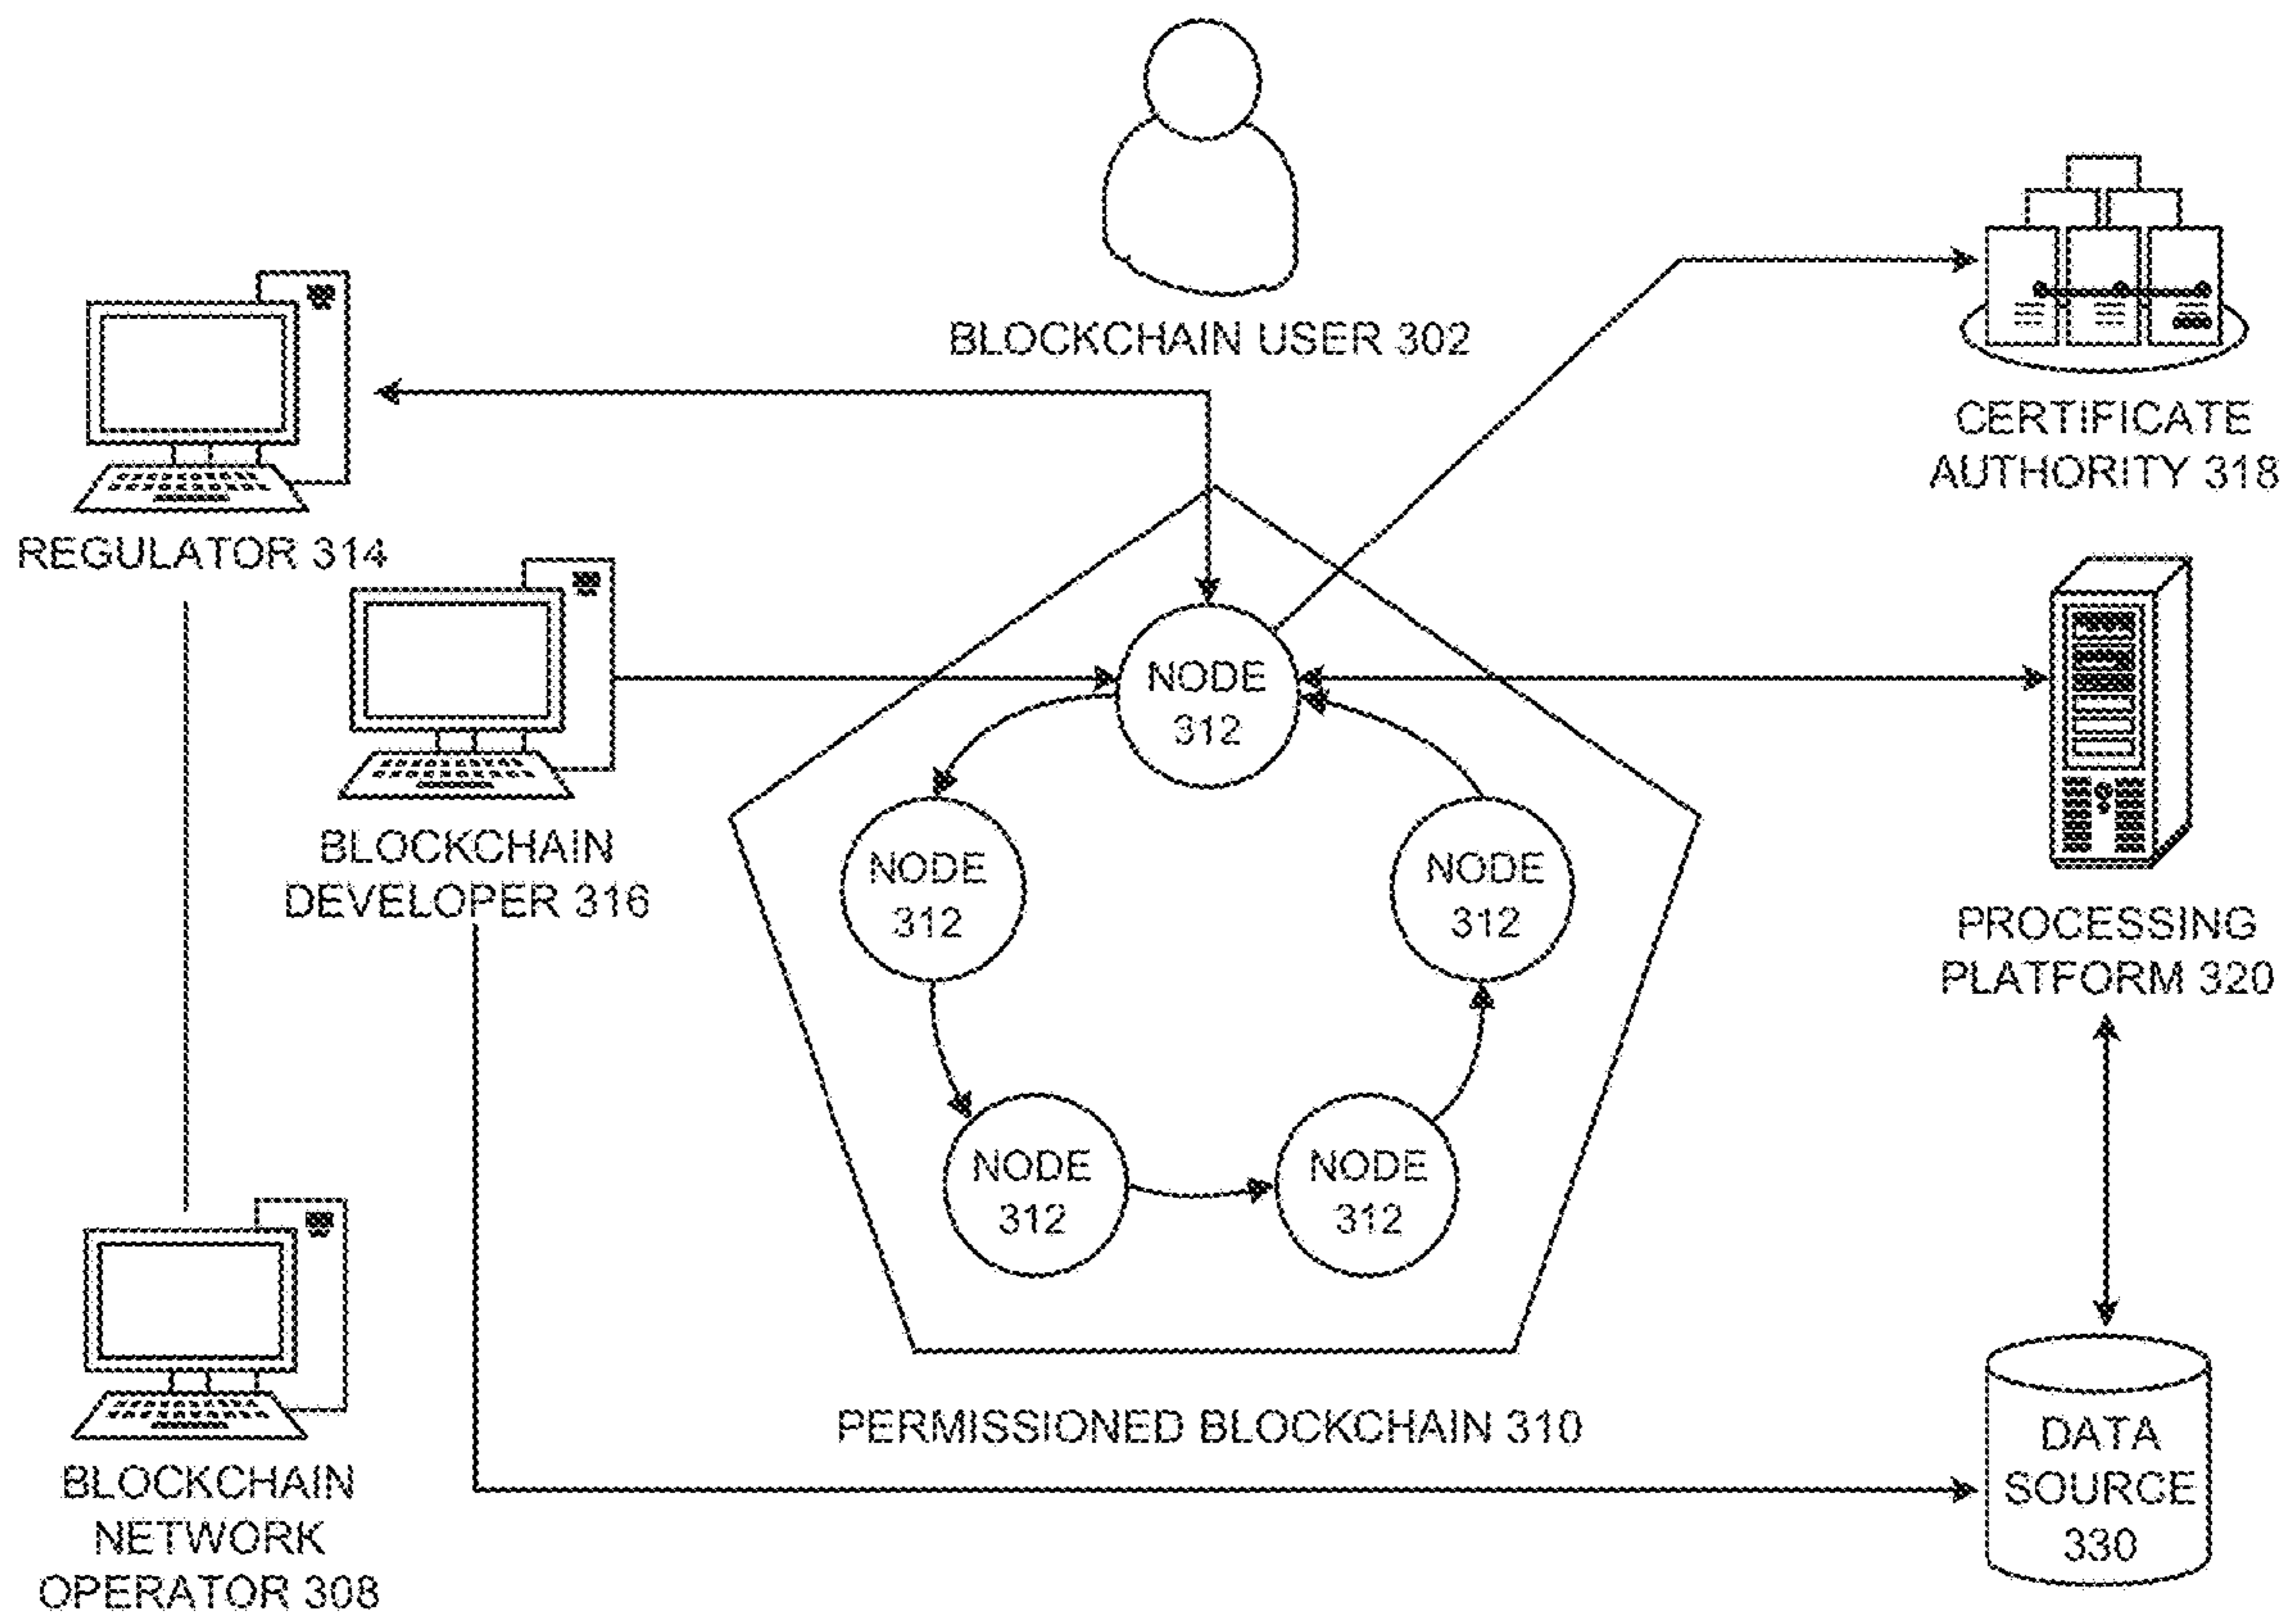 BLOCKCHAIN USER 302
CERTIFICATE
AUTHORITY 318
REGULATOR 314
BLOCKCHAIN
DEVELOPER 316
NODE
312
NODE
312
NODE
312
NODE
312
NODE
312
PROCESSING
PLATFORM 320
PERMISSIONED BLOCKCHAIN 310
BLOCKCHAIN
NETWORK
OPERATOR 308
DATA
SOURCE
330